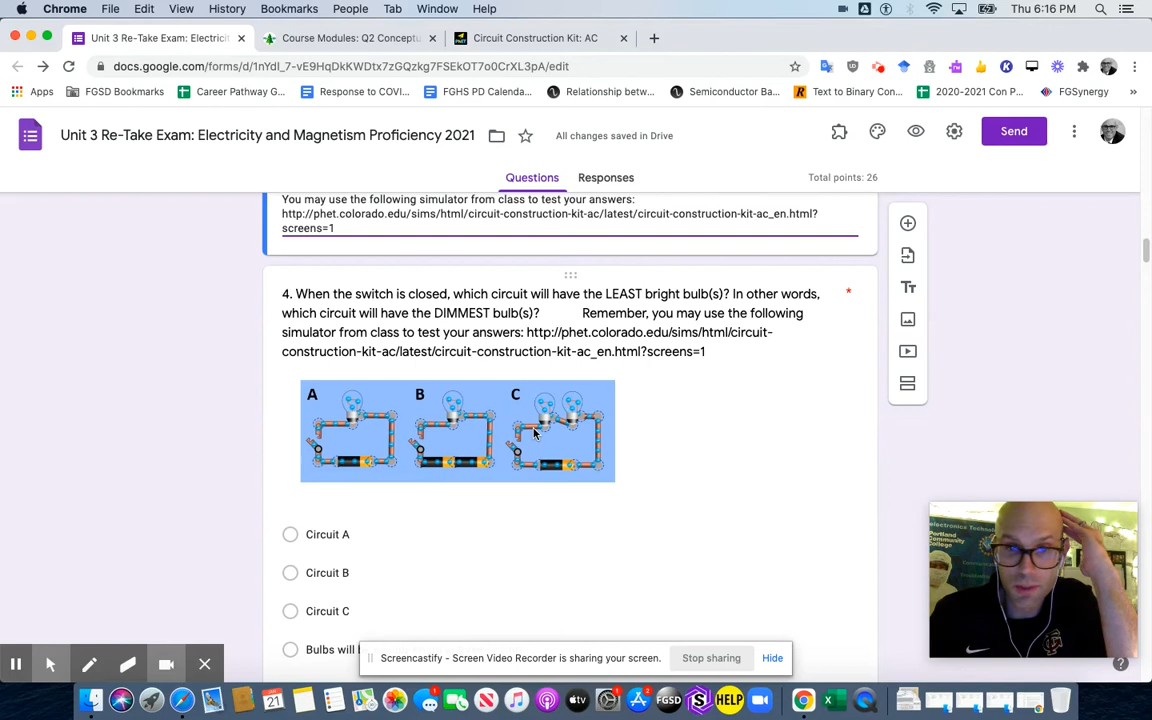 Chrome File Edit View History Bookmarks People Tab Window Help Thu 6:16 PM
Unit 3 Re-Take Exam: Electricit Course Modules: Q2 Conceptu Circuit Construction Kit: AC
docs.google.com/forms/d/1nYdI_7-vE9HqDkKWDtx7zGQzkg7FSEkOT7o0CrXL3pA/edit
Apps FGSD Bookmarks Career Pathway G... Response to COVI... FGHS PD Calenda... Relationship betw... Semiconductor Ba... Text to Binary Con... 2020-2021 Con P... FGSynergy
Unit 3 Re-Take Exam: Electricity and Magnetism Proficiency 2021 All changes saved in Drive Send
Questions Responses Total points: 26
You may use the following simulator from class to test your answers:
http://phet.colorado.edu/sims/html/circuit-construction-kit-ac/latest/circuit-construction-kit-ac_en.html?
screens=1
4. When the switch is closed, which circuit will have the LEAST bright bulb(s)? In other words, *
which circuit will have the DIMMEST bulb(s)? Remember, you may use the following
simulator from class to test your answers: http://phet.colorado.edu/sims/html/circuit-
construction-kit-ac/latest/circuit-construction-kit-ac_en.html?screens=1
A B C
Circuit A
Circuit B
Circuit C
Bulbs will
Screencastify - Screen Video Recorder is sharing your screen. Stop sharing Hide
Portland
Community
College
JAN
21
FGSD
HELP